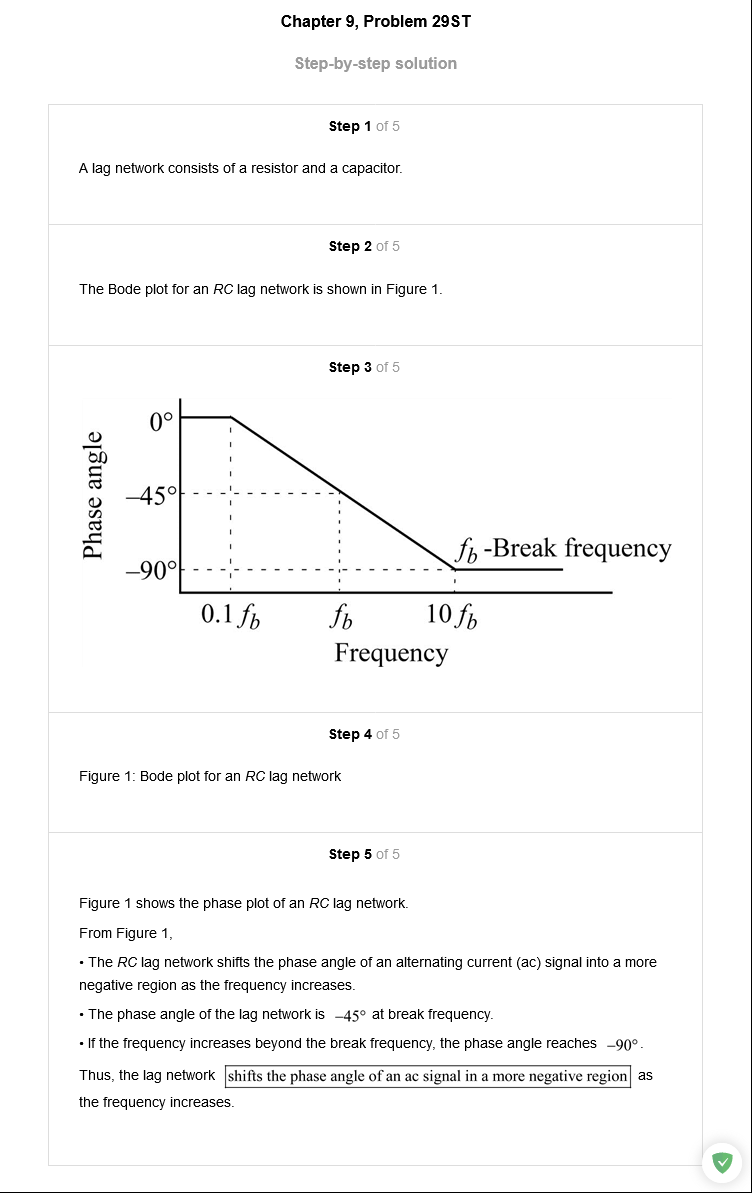 Chapter 9, Problem 29ST
Step-by-step solution
Step 1 of 5
A lag network consists of a resistor and a capacitor.
Step 2 of 5
The Bode plot for an RC lag network is shown in Figure 1.
Step 3 of 5
Phase angle
0°
–45°
–90°
fb -Break frequency
0.1 fb
fb
10 fb
Frequency
Step 4 of 5
Figure 1: Bode plot for an RC lag network
Step 5 of 5
Figure 1 shows the phase plot of an RC lag network.
From Figure 1,
• The RC lag network shifts the phase angle of an alternating current (ac) signal into a more
negative region as the frequency increases.
• The phase angle of the lag network is –45° at break frequency.
• If the frequency increases beyond the break frequency, the phase angle reaches –90° .
Thus, the lag network shifts the phase angle of an ac signal in a more negative region as
the frequency increases.